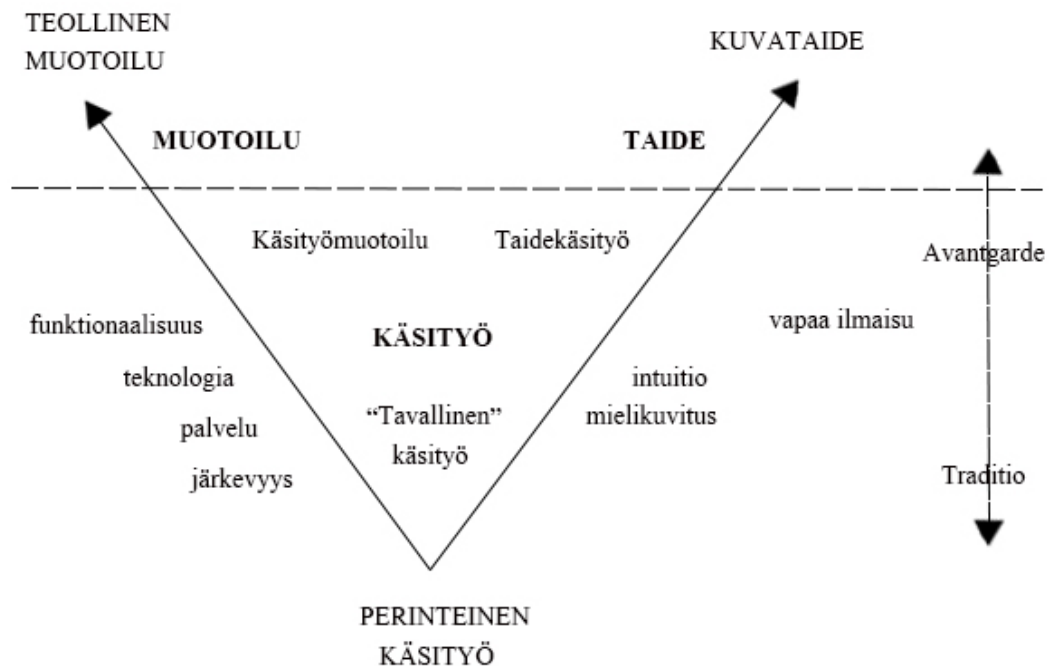 TEOLLINEN
MUOTOILU
KUVATAIDE
MUOTOILU
TAIDE
Käsityömuotoilu
Taidekäsityö
Avantgarde
funktionaalisuus
vapaa ilmaisu
KÄSITYÖ
teknologia
intuitio
“Tavallinen”
mielikuvitus
palvelu
käsityö
järkevyys
Traditio
PERINTEINEN
KÄSITYÖ